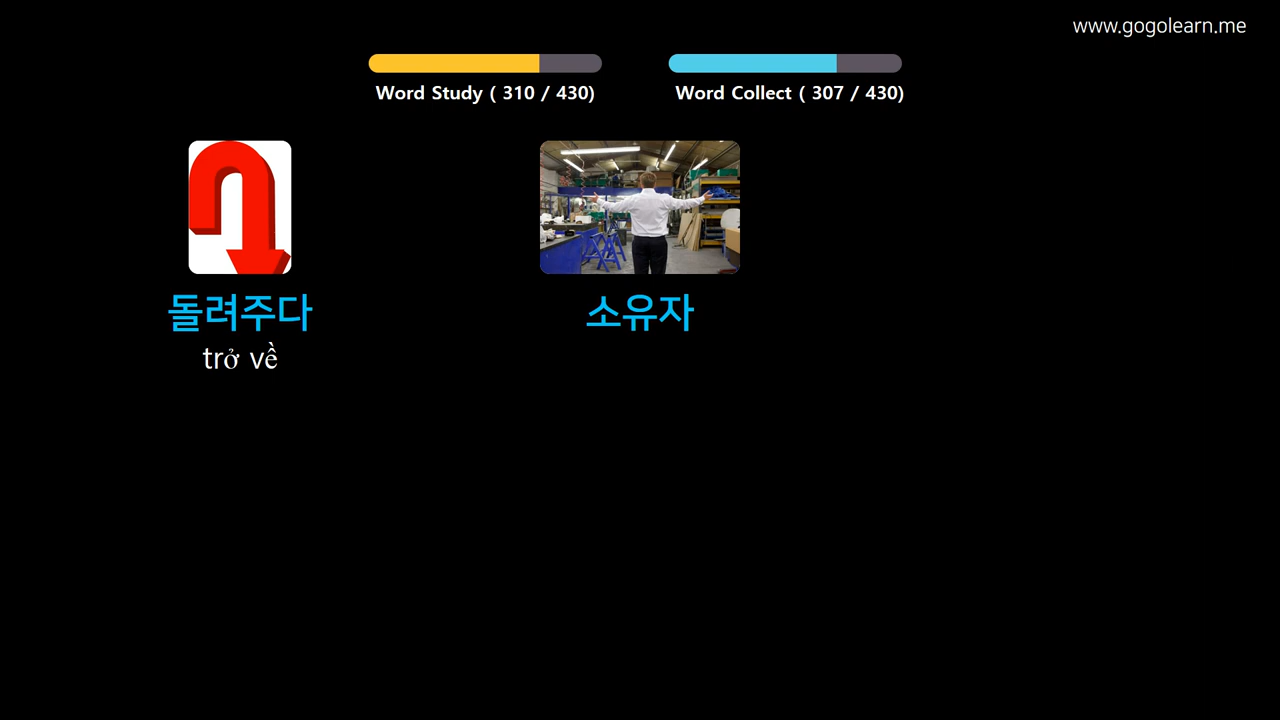 www.gogolearn.me
Word Study ( 310 / 430)
Word Collect ( 307 / 430)
돌려주다
소유자
trở về